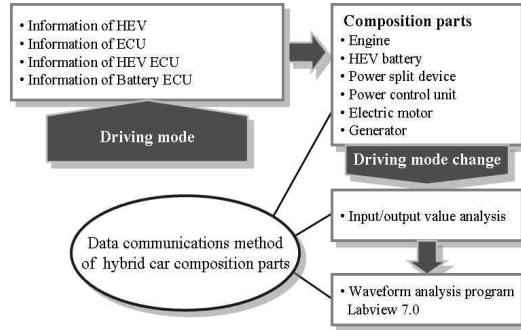 • Information of HEV
• Information of ECU
• Information of HEV ECU
• Information of Battery ECU
Driving mode
Composition parts
• Engine
• HEV battery
• Power split device
• Power control unit
• Electric motor
• Generator
Driving mode change
• Input/output value analysis
Data communications method
of hybrid car composition parts
• Waveform analysis program
Labview 7.0